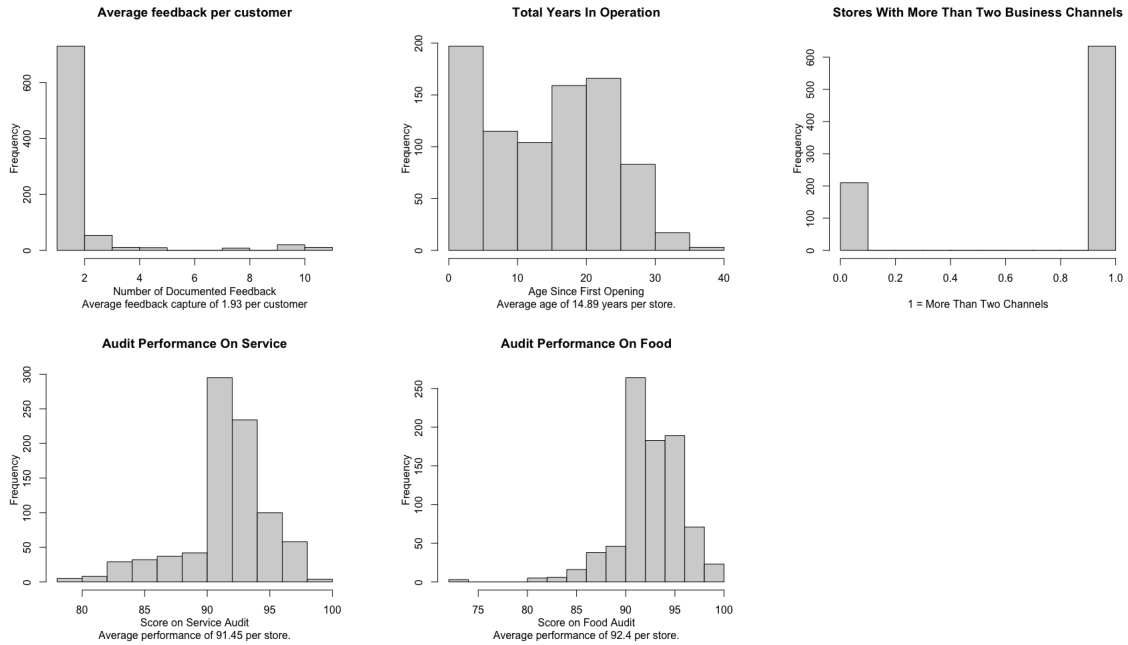 Average feedback per customer
Frequency
0 200 400 600
2 4 6 8 10
Number of Documented Feedback
Average feedback capture of 1.93 per customer
Total Years In Operation
Frequency
0 50 100 150 200
0 10 20 30 40
Age Since First Opening
Average age of 14.89 years per store.
Stores With More Than Two Business Channels
Frequency
0 100 200 300 400 500 600
0.0 0.2 0.4 0.6 0.8 1.0
1 = More Than Two Channels
Audit Performance On Service
Frequency
0 50 100 150 200 250 300
80 85 90 95 100
Score on Service Audit
Average performance of 91.45 per store.
Audit Performance On Food
Frequency
0 50 100 150 200 250
75 80 85 90 95 100
Score on Food Audit
Average performance of 92.4 per store.